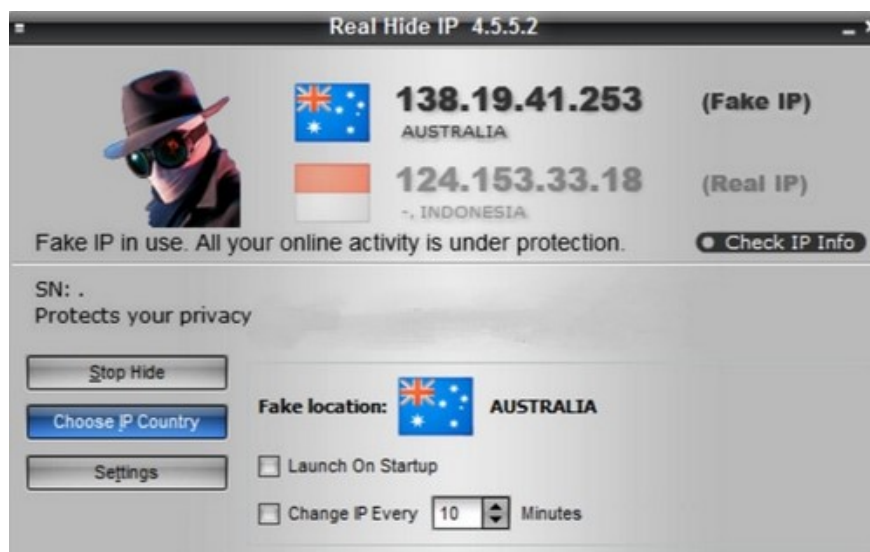 Real Hide IP 4.5.5.2
138.19.41.253 (Fake IP)
AUSTRALIA
124.153.33.18 (Real IP)
-, INDONESIA
Fake IP in use. All your online activity is under protection.
Check IP Info
SN: .
Protects your privacy
Stop Hide
Choose IP Country
Settings
Fake location: AUSTRALIA
Launch On Startup
Change IP Every 10 Minutes